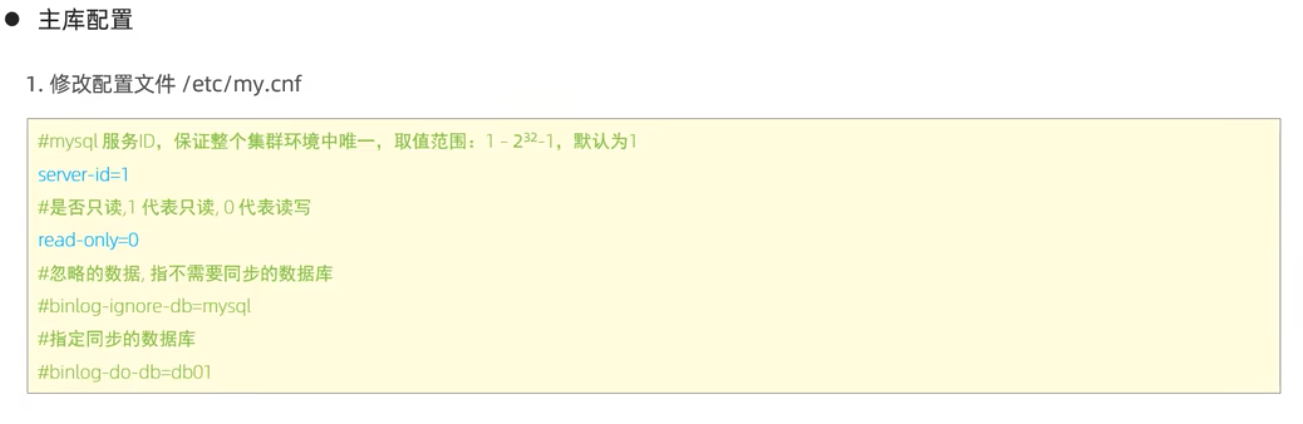 ● 主库配置
1. 修改配置文件 /etc/my.cnf
#mysql 服务ID，保证整个集群环境中唯一，取值范围：1 – 2³²-1，默认为1
server-id=1
#是否只读,1 代表只读, 0 代表读写
read-only=0
#忽略的数据, 指不需要同步的数据库
#binlog-ignore-db=mysql
#指定同步的数据库
#binlog-do-db=db01